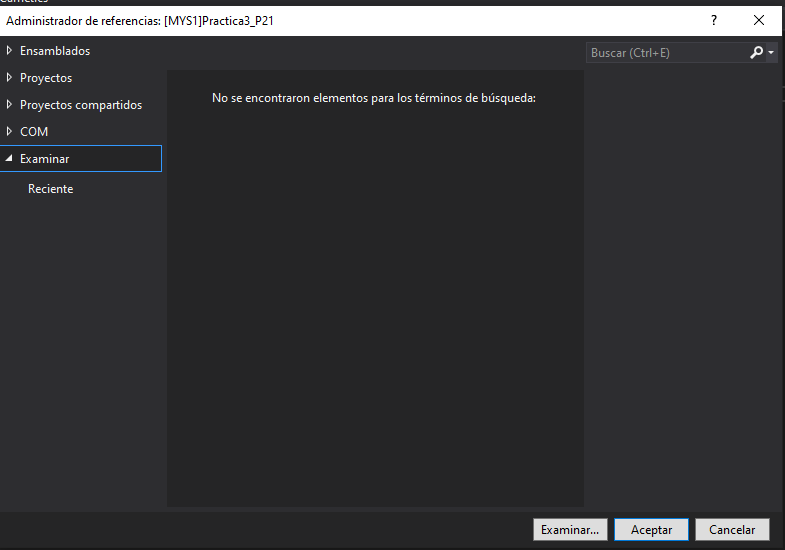 Administrador de referencias: [MYS1]Practica3_P21
?
Ensamblados
Buscar (Ctrl+E)
Proyectos
No se encontraron elementos para los términos de búsqueda:
Proyectos compartidos
COM
Examinar
Reciente
Examinar...
Aceptar
Cancelar